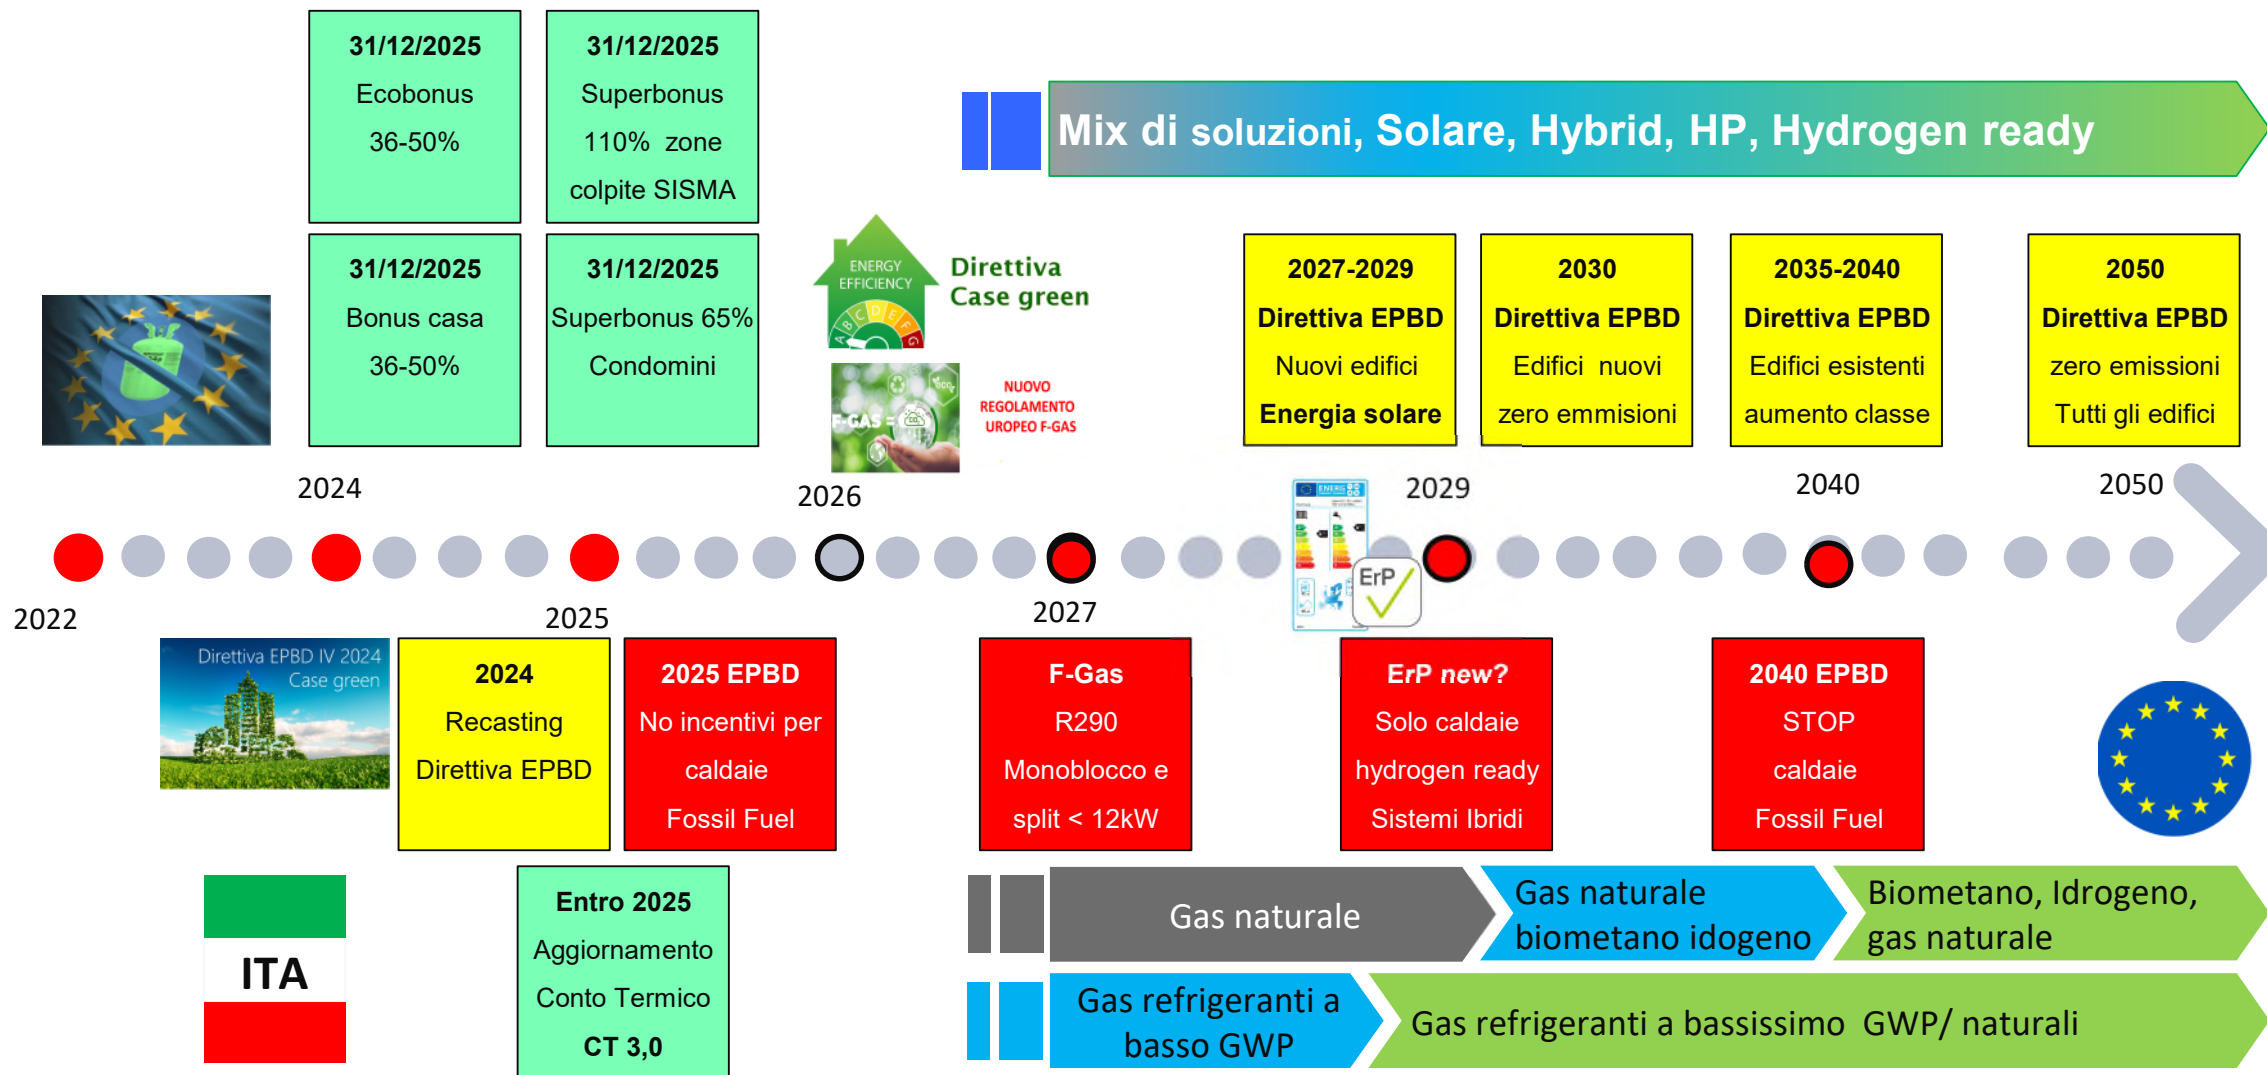 31/12/2025
Ecobonus
36-50%
31/12/2025
Superbonus
110% zone
colpite SISMA
Mix di soluzioni, Solare, Hybrid, HP, Hydrogen ready
31/12/2025
Bonus casa
36-50%
31/12/2025
Superbonus 65%
Condomini
ENERGY
EFFICIENCY
A B C D E F G
Direttiva
Case green
F-GAS =
CO₂
eco
NUOVO
REGOLAMENTO
UROPEO F-GAS
2027-2029
Direttiva EPBD
Nuovi edifici
Energia solare
2030
Direttiva EPBD
Edifici nuovi
zero emmisioni
2035-2040
Direttiva EPBD
Edifici esistenti
aumento classe
2050
Direttiva EPBD
zero emissioni
Tutti gli edifici
2024
2026
2029
2040
2050
ENERG
ErP
2022
2025
2027
Direttiva EPBD IV 2024
Case green
2024
Recasting
Direttiva EPBD
2025 EPBD
No incentivi per
caldaie
Fossil Fuel
F-Gas
R290
Monoblocco e
split < 12kW
ErP new?
Solo caldaie
hydrogen ready
Sistemi Ibridi
2040 EPBD
STOP
caldaie
Fossil Fuel
ITA
Entro 2025
Aggiornamento
Conto Termico
CT 3,0
Gas naturale
Gas naturale
biometano idogeno
Biometano, Idrogeno,
gas naturale
Gas refrigeranti a
basso GWP
Gas refrigeranti a bassissimo GWP/ naturali